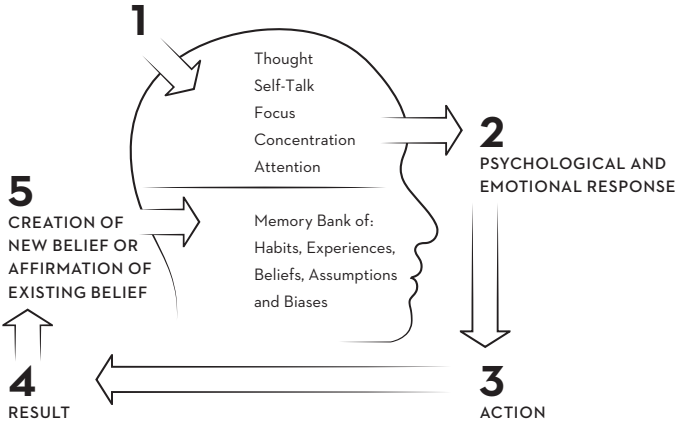 1
Thought
Self-Talk
Focus
Concentration
Attention
2
PSYCHOLOGICAL AND
EMOTIONAL RESPONSE
5
CREATION OF
NEW BELIEF OR
AFFIRMATION OF
EXISTING BELIEF
Memory Bank of:
Habits, Experiences,
Beliefs, Assumptions
and Biases
4
RESULT
3
ACTION